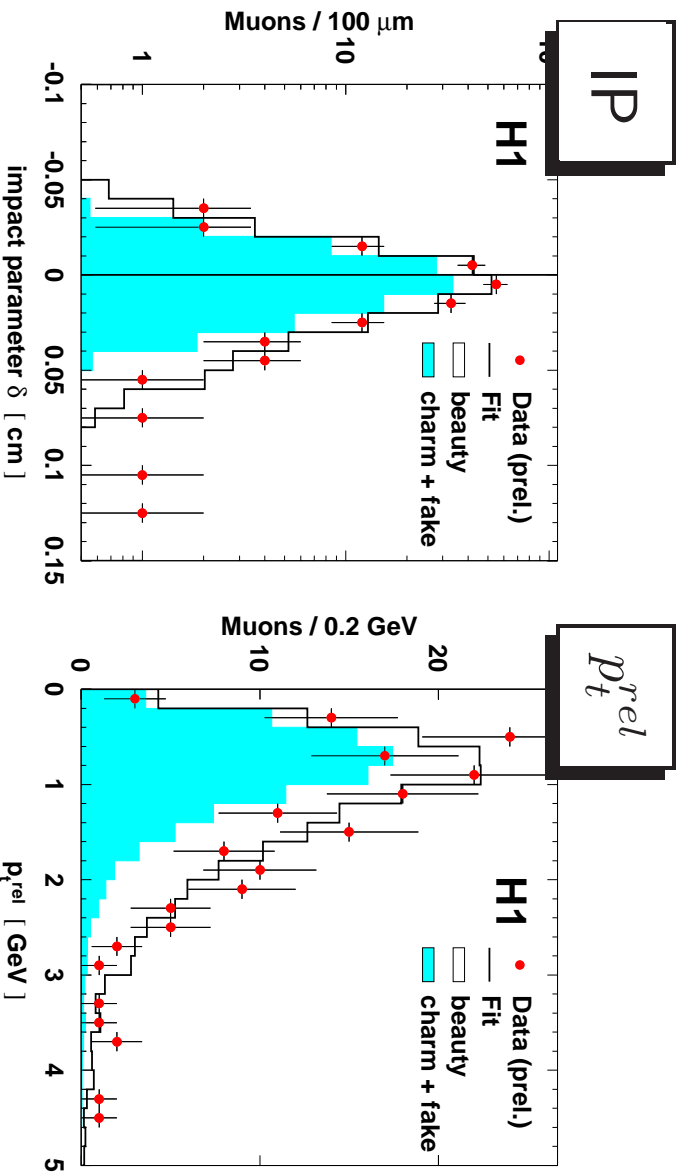 IP
H1
Data (prel.)
Fit
beauty
charm + fake
Muons / 100 μm
10
1
-0.1 -0.05 0 0.05 0.1 0.15
impact parameter δ [ cm ]
p_t^rel
H1
Data (prel.)
Fit
beauty
charm + fake
Muons / 0.2 GeV
20
10
0
0 1 2 3 4 5
p_t^rel [ GeV ]